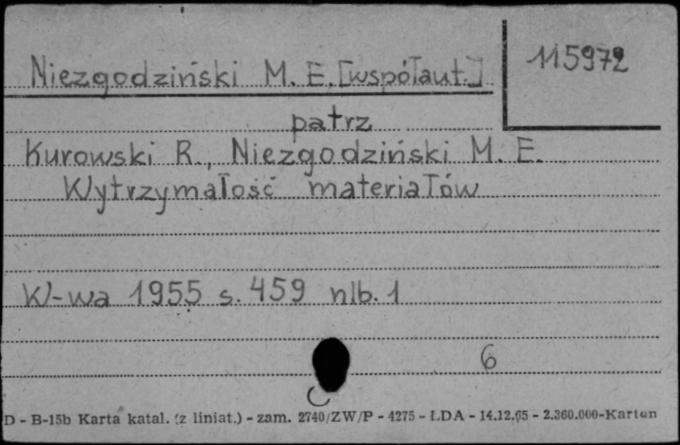 115972
Niezgodziński M. E. [współaut.]
patrz
Kurowski R., Niezgodziński M. E.
Wytrzymałość materiałów
W-wa 1955 s. 459 nlb. 1
6
D - B-15b Karta katal. (z liniat.) - zam. 2740/ZW/P - 4275 - LDA - 14.12.65 - 2.360.000-Karton